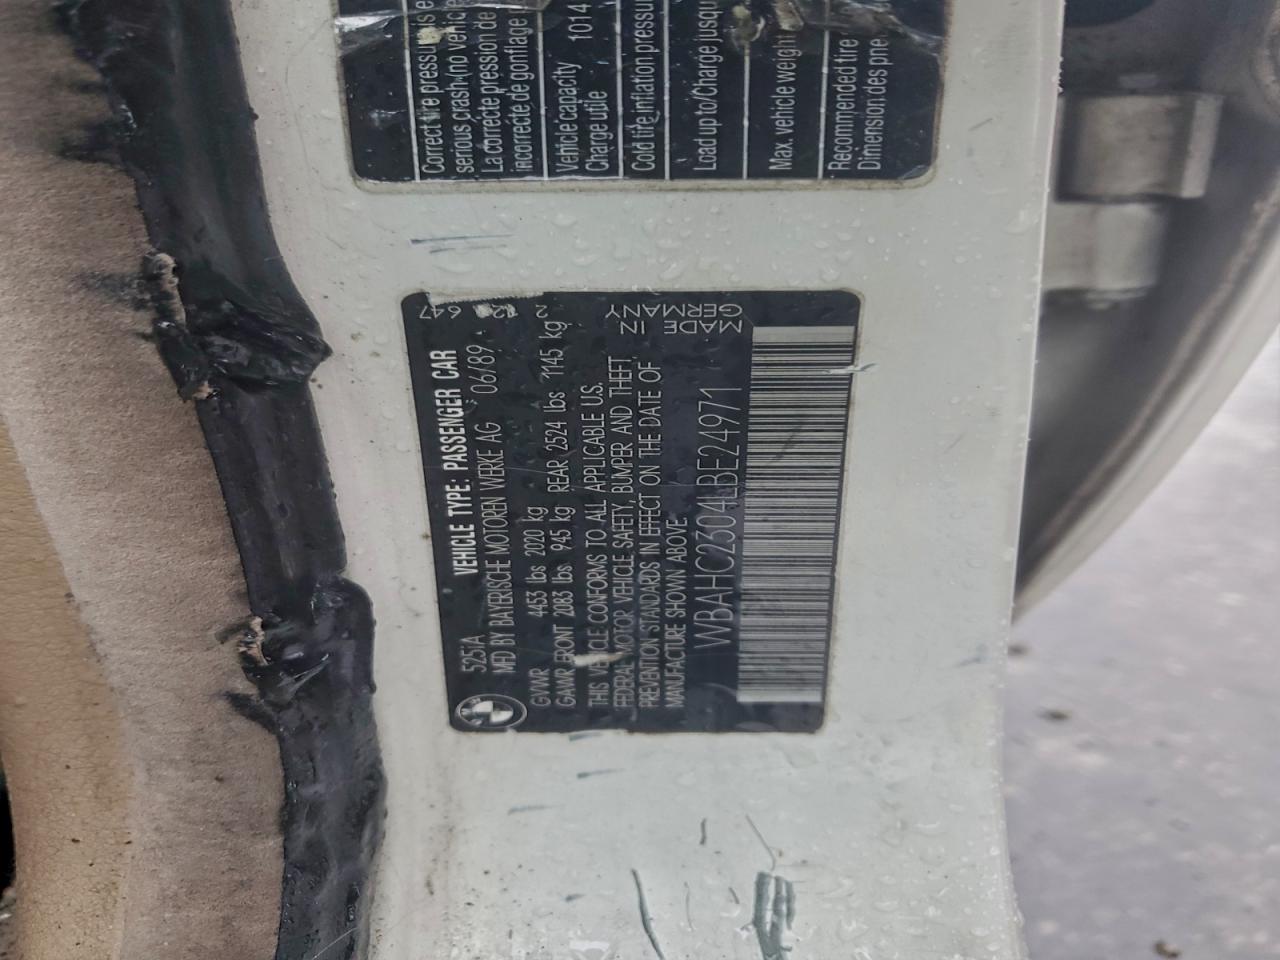 Correct tire pressu
serious crash(no vehicle
La correcte pression de
incorrecte de gonflage
Vehicle capacity 1014
Charge utile
Cold tire inflation pressur
Load up to/Charge jusqu
Max. vehicle weight
Recommended tire
Dimension des pne
525iA VEHICLE TYPE: PASSENGER CAR 647
MFD BY BAYERISCHE MOTOREN WERKE AG 06/89
GVWR 4453 lbs 2020 kg
GAWR FRONT 2083 lbs 945 kg REAR 2524 lbs 1145 kg 2
THIS VEHICLE CONFORMS TO ALL APPLICABLE U.S.
FEDERAL MOTOR VEHICLE SAFETY, BUMPER AND THEFT
PREVENTION STANDARDS IN EFFECT ON THE DATE OF
MANUFACTURE SHOWN ABOVE
MADE IN
GERMANY
WBAHC2304LBE24971